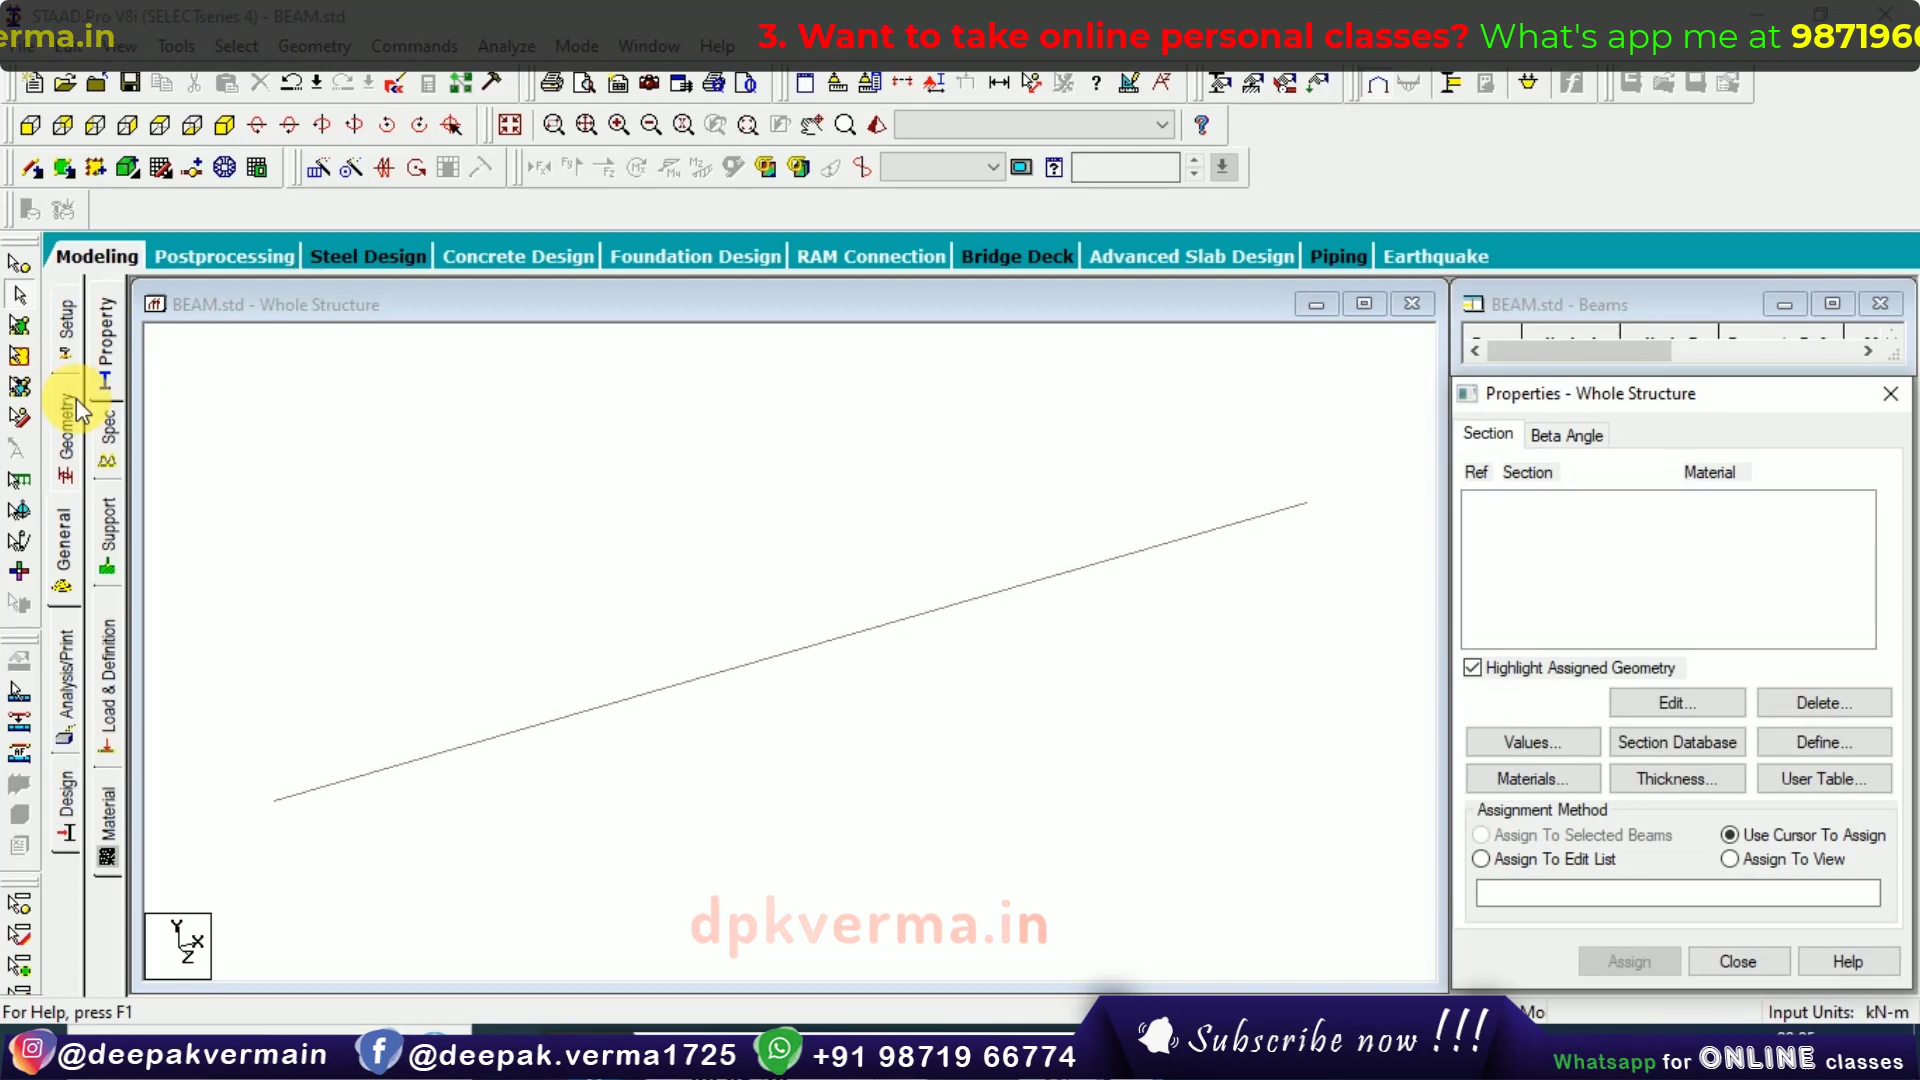 STAAD.Pro V8i (SELECTseries 4) - BEAM.std
erma.in
3. Want to take online personal classes? What's app me at 987196
Edit View Tools Select Geometry Commands Analyze Mode Window Help
Modeling Postprocessing Steel Design Concrete Design Foundation Design RAM Connection Bridge Deck Advanced Slab Design Piping Earthquake
Setup
Geometry
General
Analysis/Print
Design
Property
Spec
Support
Load & Definition
Material
BEAM.std - Whole Structure
BEAM.std - Beams
Properties - Whole Structure
Section Beta Angle
Ref Section Material
Highlight Assigned Geometry
Edit... Delete...
Values... Section Database Define...
Materials... Thickness... User Table...
Assignment Method
Assign To Selected Beams Use Cursor To Assign
Assign To Edit List Assign To View
Assign Close Help
Y
X
Z
dpkverma.in
For Help, press F1
Mo
Input Units: kN-m
@deepakvermain @deepak.verma1725 +91 98719 66774
Subscribe now !!!
Whatsapp for ONLINE classes